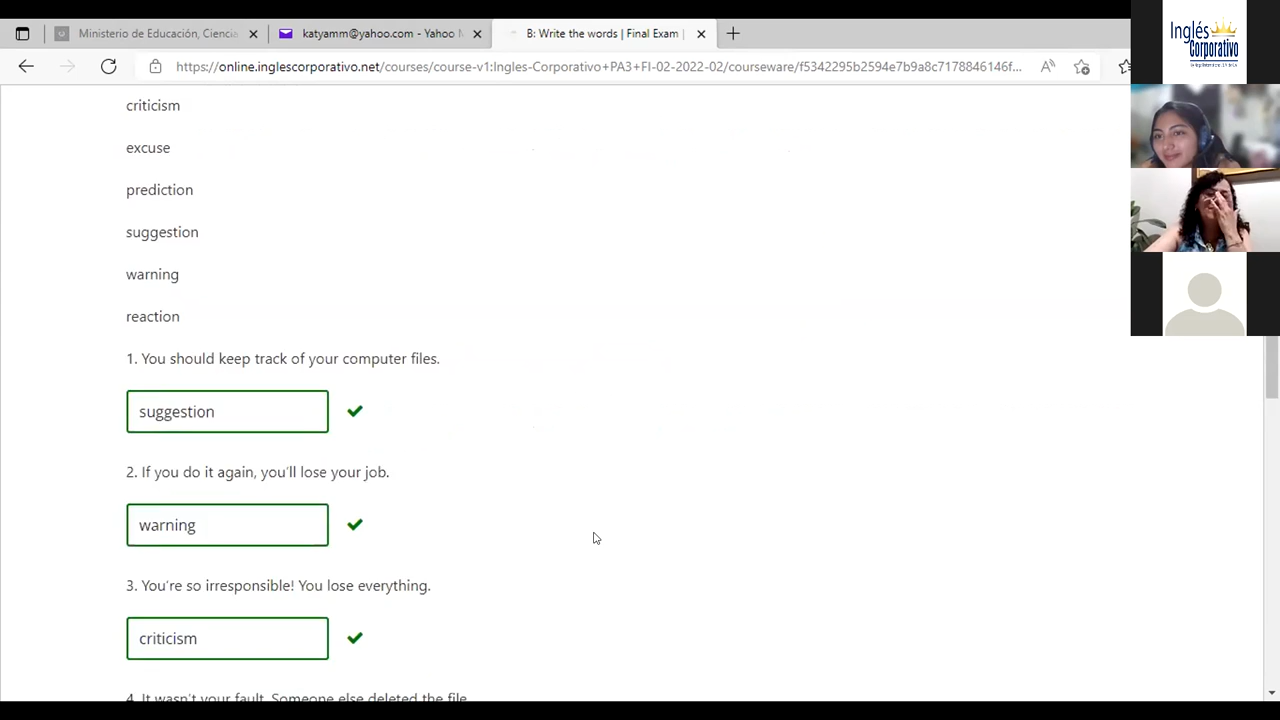 Ministerio de Educación, Ciencia
katyamm@yahoo.com - Yahoo M
B: Write the words | Final Exam |
https://online.inglescorporativo.net/courses/course-v1:Ingles-Corporativo+PA3+FI-02-2022-02/courseware/f5342295b2594e7b9a8c7178846146f...
Inglés
Corporativo
criticism
excuse
prediction
suggestion
warning
reaction
1. You should keep track of your computer files.
suggestion
2. If you do it again, you'll lose your job.
warning
3. You're so irresponsible! You lose everything.
criticism
4. It wasn't your fault. Someone else deleted the file.